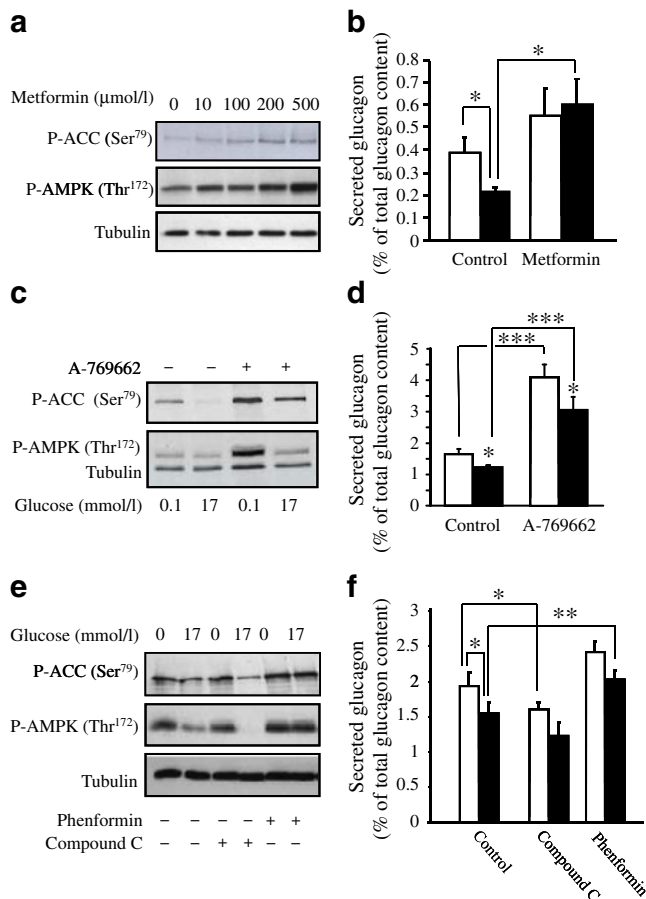 a
Metformin (μmol/l) 0 10 100 200 500
P-ACC (Ser79)
P-AMPK (Thr172)
Tubulin
b
Secreted glucagon
(% of total glucagon content)
0.8
0.7
0.6
0.5
0.4
0.3
0.2
0.1
0
*
*
Control Metformin
c
A-769662 – – + +
P-ACC (Ser79)
P-AMPK (Thr172)
Tubulin
Glucose (mmol/l) 0.1 17 0.1 17
d
Secreted glucagon
(% of total glucagon content)
5
4
3
2
1
0
***
***
*
*
Control A-769662
e
Glucose (mmol/l) 0 17 0 17 0 17
P-ACC (Ser79)
P-AMPK (Thr172)
Tubulin
Phenformin – – – – + +
Compound C – – + + – –
f
Secreted glucagon
(% of total glucagon content)
3
2.5
2
1.5
1
0.5
0
*
**
*
Control
Compound C
Phenformin